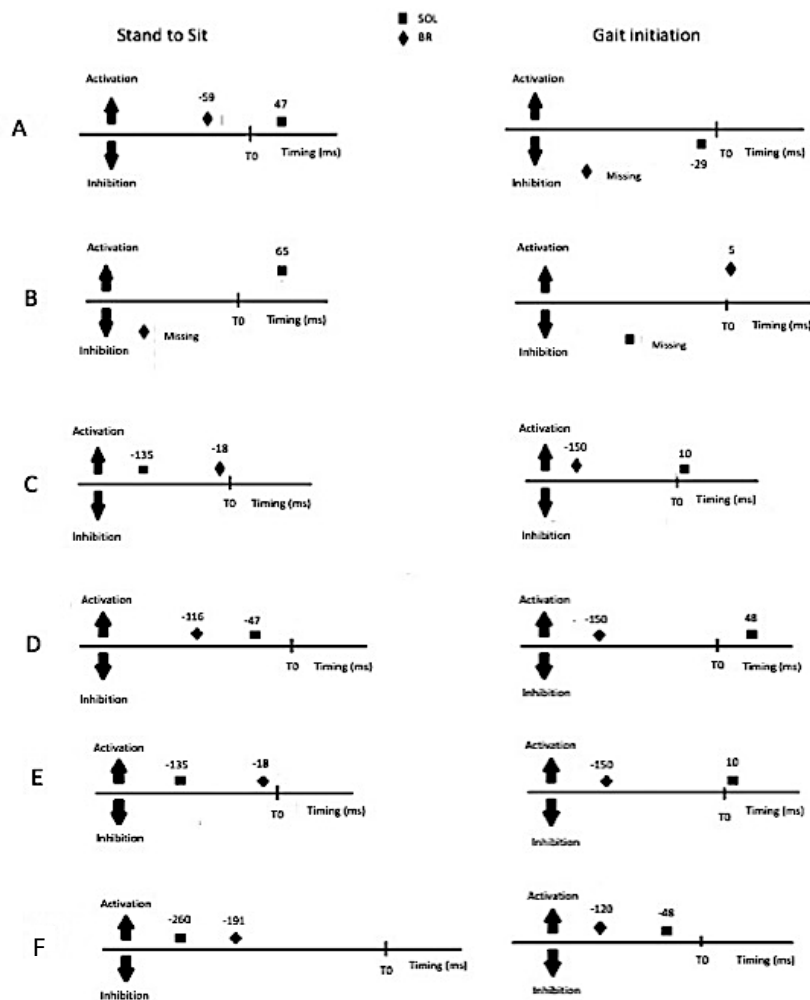 Stand to Sit
SOL
BR
Gait initiation
A
Activation
-59
47
T0
Timing (ms)
Inhibition
Activation
T0
Timing (ms)
-29
Missing
Inhibition
B
Activation
65
T0
Timing (ms)
Missing
Inhibition
Activation
5
T0
Timing (ms)
Missing
Inhibition
C
Activation
-135
-18
T0
Timing (ms)
Inhibition
Activation
-150
10
T0
Timing (ms)
Inhibition
D
Activation
-116
-47
T0
Timing (ms)
Inhibition
Activation
-150
48
T0
Timing (ms)
Inhibition
E
Activation
-135
-18
T0
Timing (ms)
Inhibition
Activation
-150
10
T0
Timing (ms)
Inhibition
F
Activation
-260
-191
T0
Timing (ms)
Inhibition
Activation
-120
-48
T0
Timing (ms)
Inhibition